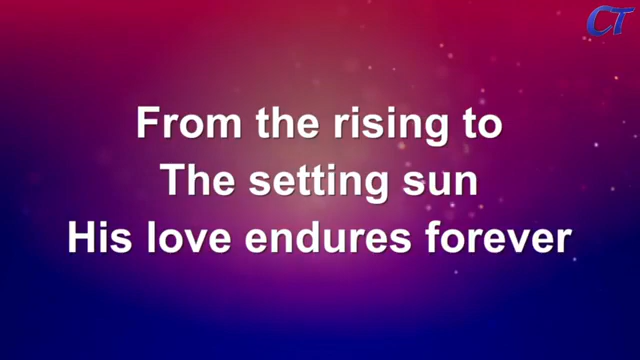 CT
From the rising to
The setting sun
His love endures forever